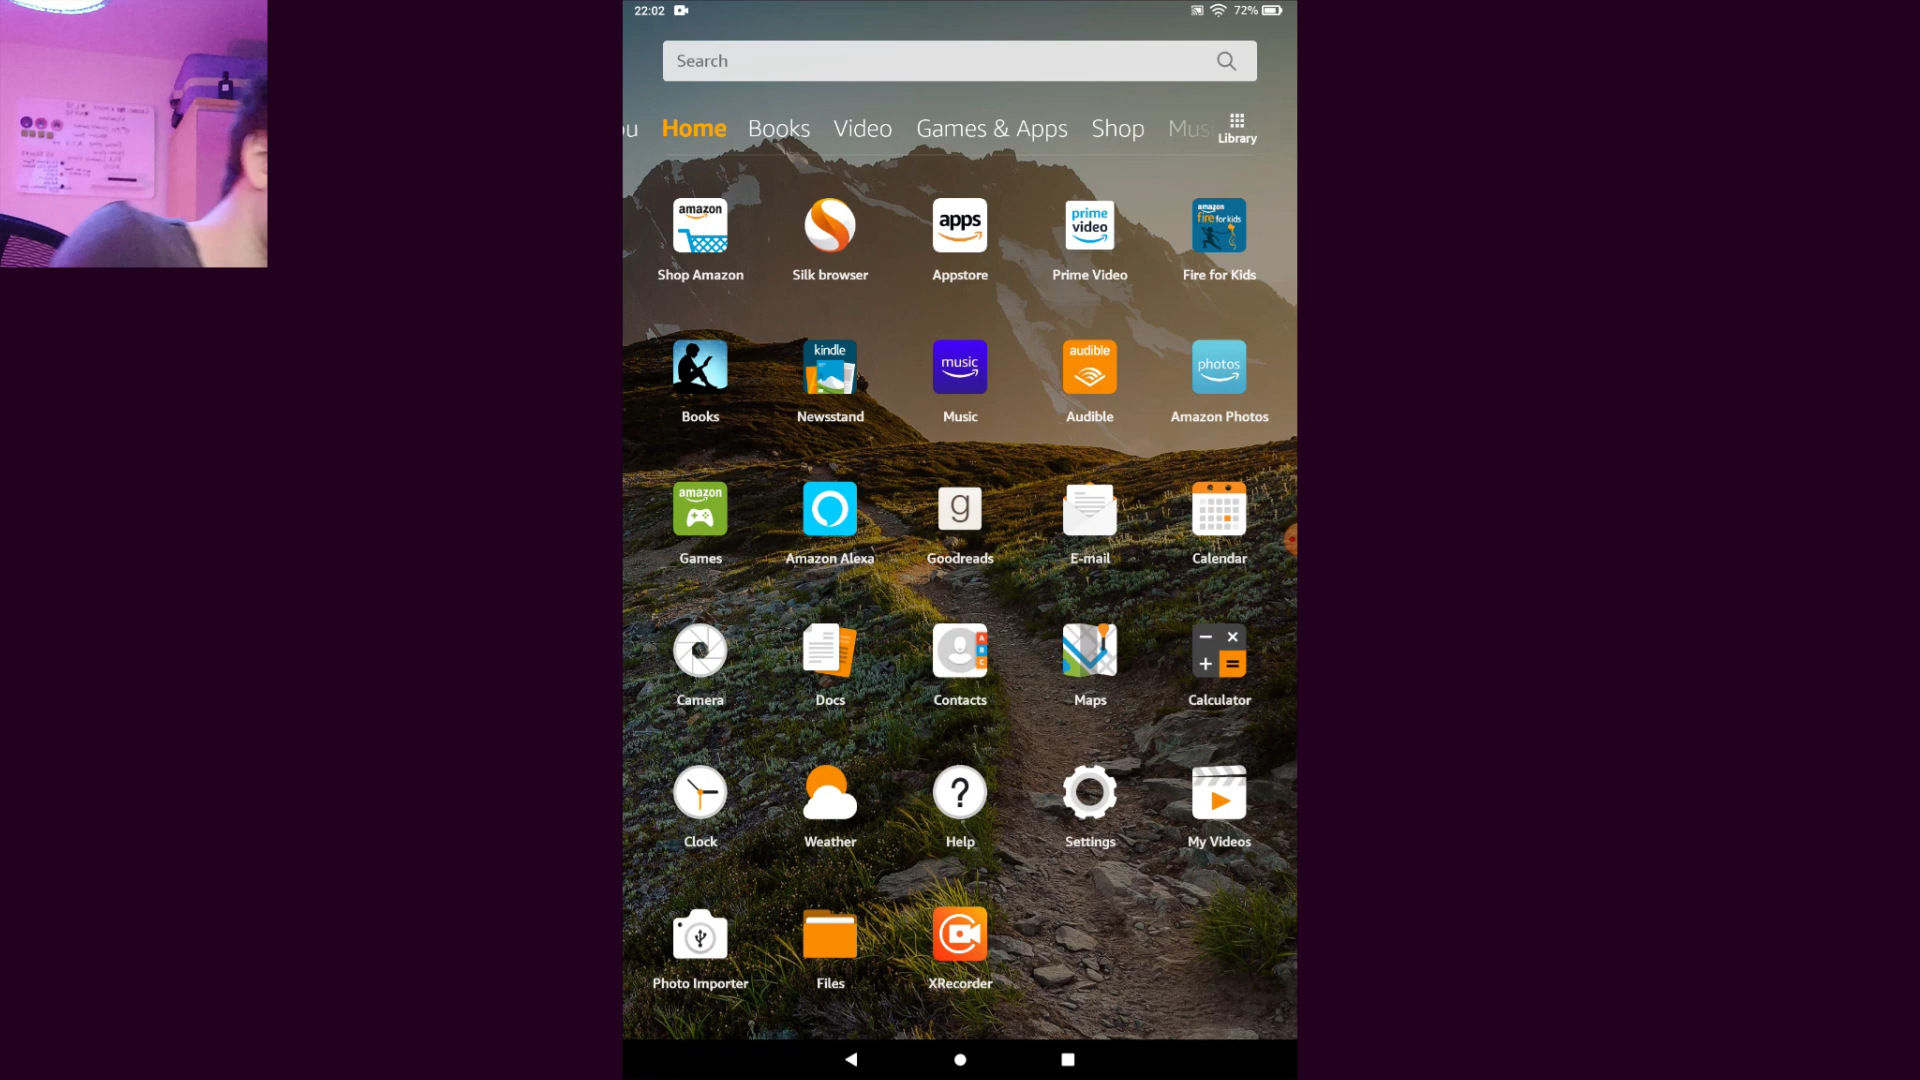 22:02
72%
Search
ou Home Books Video Games & Apps Shop Musi
Library
amazon
apps
prime video
amazon fire for kids
Shop Amazon Silk browser Appstore Prime Video Fire for Kids
kindle
music
audible
photos
Books Newsstand Music Audible Amazon Photos
amazon
g
A
B
C
Games Amazon Alexa Goodreads E-mail Calendar
Camera Docs Contacts Maps Calculator
?
Clock Weather Help Settings My Videos
Photo Importer Files XRecorder